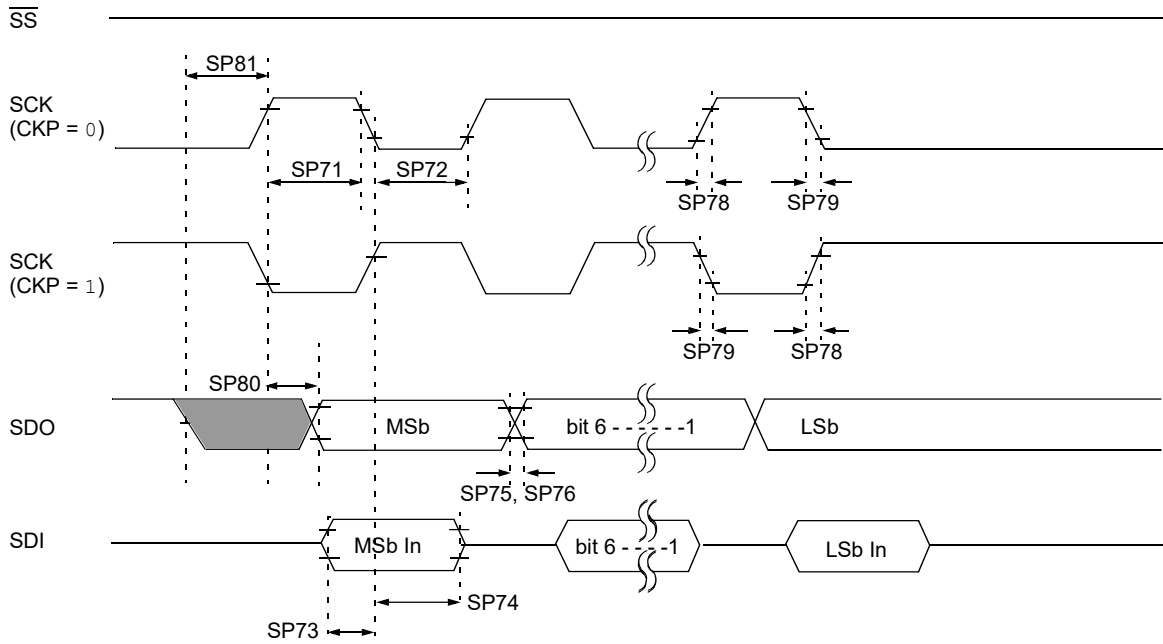 SS
SP81
SCK
(CKP = 0)
SP71
SP72
SP78
SP79
SCK
(CKP = 1)
SP79
SP78
SP80
SDO
MSb
bit 6 - - - - - - -1
LSb
SP75, SP76
SDI
MSb In
bit 6 - - - - -1
LSb In
SP74
SP73